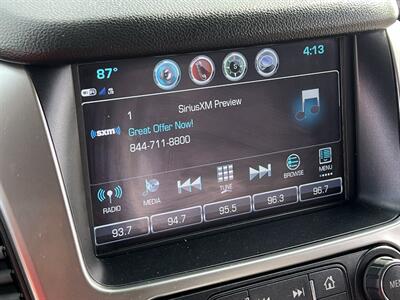 87°
4:13
SiriusXM Preview
1
((sxm))
Great Offer Now!
844-711-8800
RADIO
MEDIA
TUNE
BROWSE
MENU
93.7
94.7
95.5
96.3
96.7
MENU